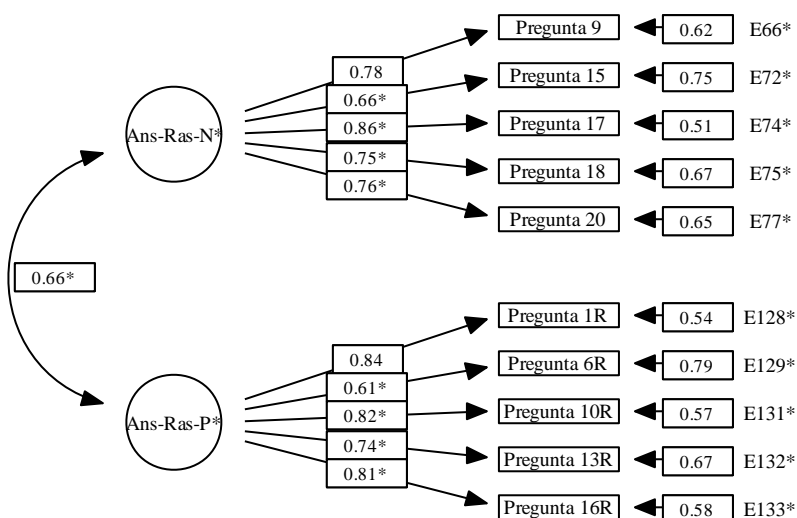 Pregunta 9 0.62 E66*
0.78
Pregunta 15 0.75 E72*
0.66*
Ans-Ras-N* 0.86* Pregunta 17 0.51 E74*
0.75*
Pregunta 18 0.67 E75*
0.76*
Pregunta 20 0.65 E77*
0.66*
Pregunta 1R 0.54 E128*
0.84
Pregunta 6R 0.79 E129*
0.61*
Ans-Ras-P* 0.82* Pregunta 10R 0.57 E131*
0.74*
Pregunta 13R 0.67 E132*
0.81*
Pregunta 16R 0.58 E133*